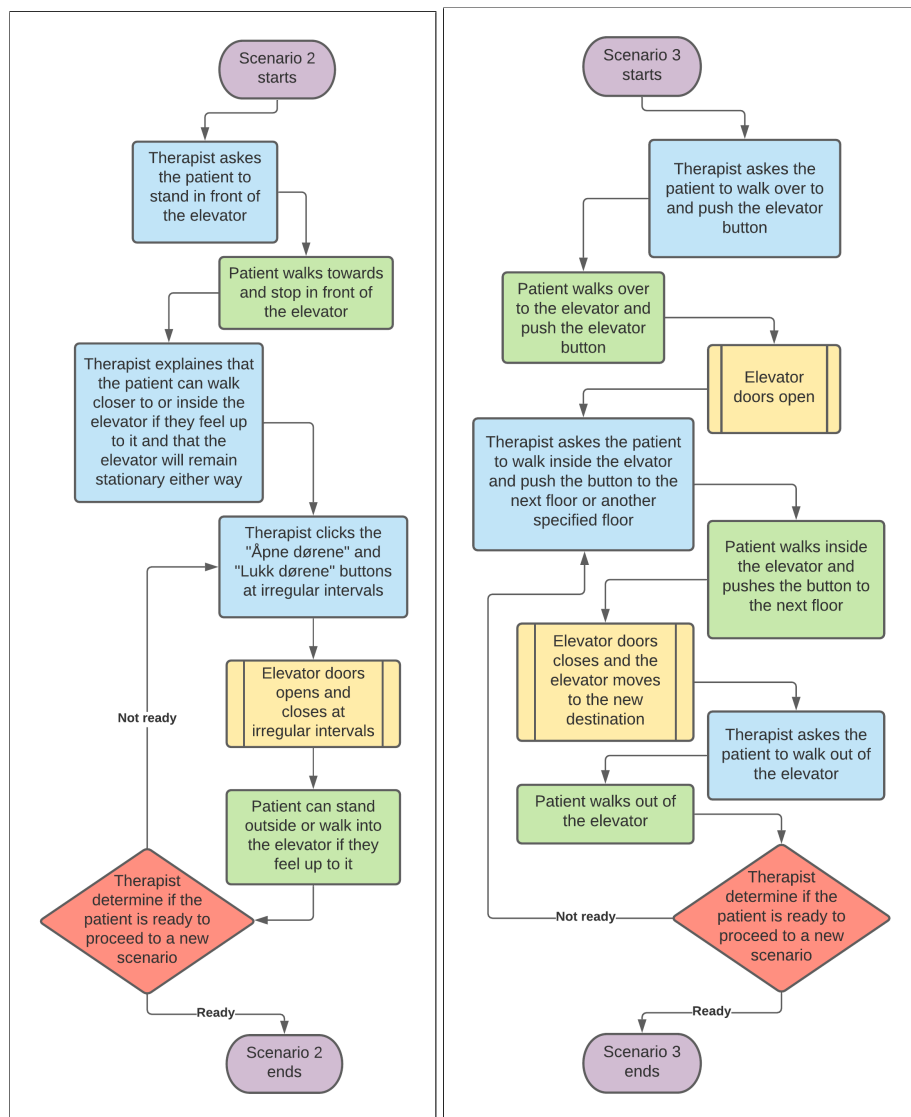 Scenario 2
starts
Therapist askes
the patient to
stand in front of
the elevator
Patient walks towards
and stop in front of
the elevator
Therapist explaines that
the patient can walk
closer to or inside the
elevator if they feel up
to it and that the
elevator will remain
stationary either way
Therapist clicks the
"Åpne dørene" and
"Lukk dørene" buttons
at irregular intervals
Elevator doors
opens and
closes at
irregular intervals
Not ready
Patient can stand
outside or walk into
the elevator if they
feel up to it
Therapist
determine if the
patient is ready to
proceed to a new
scenario
Ready
Scenario 2
ends
Scenario 3
starts
Therapist askes the
patient to walk over to
and push the elevator
button
Patient walks over
to the elevator and
push the elevator
button
Elevator
doors open
Therapist askes the patient
to walk inside the elvator
and push the button to the
next floor or another
specified floor
Patient walks inside
the elevator and
pushes the button to
the next floor
Elevator doors
closes and the
elevator moves
to the new
destination
Therapist askes the
patient to walk out of
the elevator
Patient walks out of
the elevator
Therapist
determine if the
patient is ready to
proceed to a new
scenario
Not ready
Ready
Scenario 3
ends